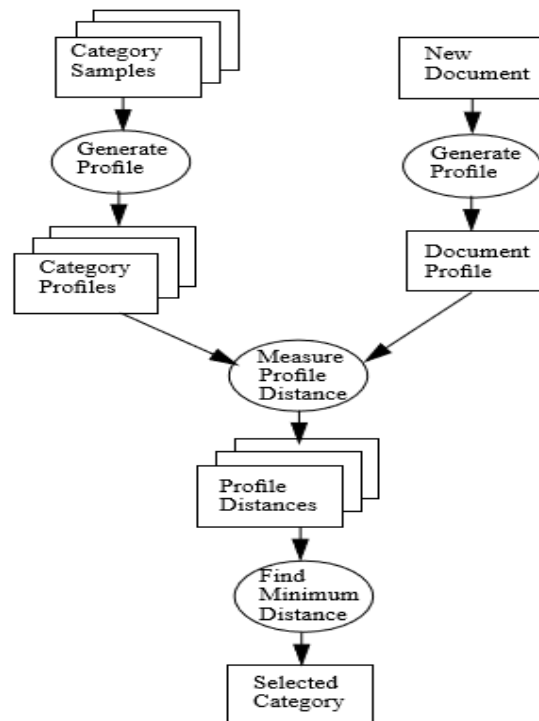 Category
Samples
New
Document
Generate
Profile
Generate
Profile
Category
Profiles
Document
Profile
Measure
Profile
Distance
Profile
Distances
Find
Minimum
Distance
Selected
Category